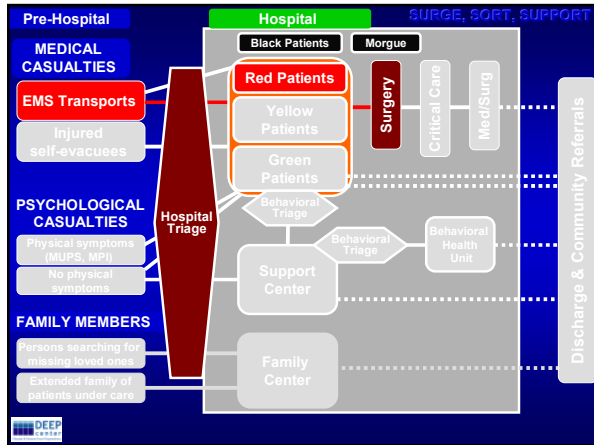 Pre-Hospital
Hospital
SURGE, SORT, SUPPORT
MEDICAL
CASUALTIES
Black Patients
Morgue
EMS Transports
Red Patients
Injured
self-evacuees
Yellow
Patients
Green
Patients
Surgery
Critical Care
Med/Surg
Hospital
Triage
PSYCHOLOGICAL
CASUALTIES
Behavioral
Triage
Physical symptoms
(MUPS, MPI)
No physical
symptoms
Support
Center
Behavioral
Triage
Behavioral
Health
Unit
FAMILY MEMBERS
Persons searching for
missing loved ones
Extended family of
patients under care
Family
Center
Discharge & Community Referrals
DEEP
center